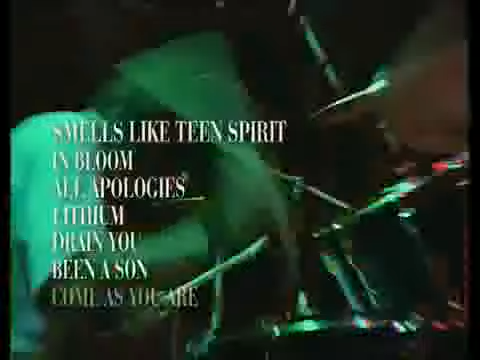 SMELLS LIKE TEEN SPIRIT
IN BLOOM
ALL APOLOGIES
LITHIUM
DRAIN YOU
BEEN A SON
COME AS YOU ARE